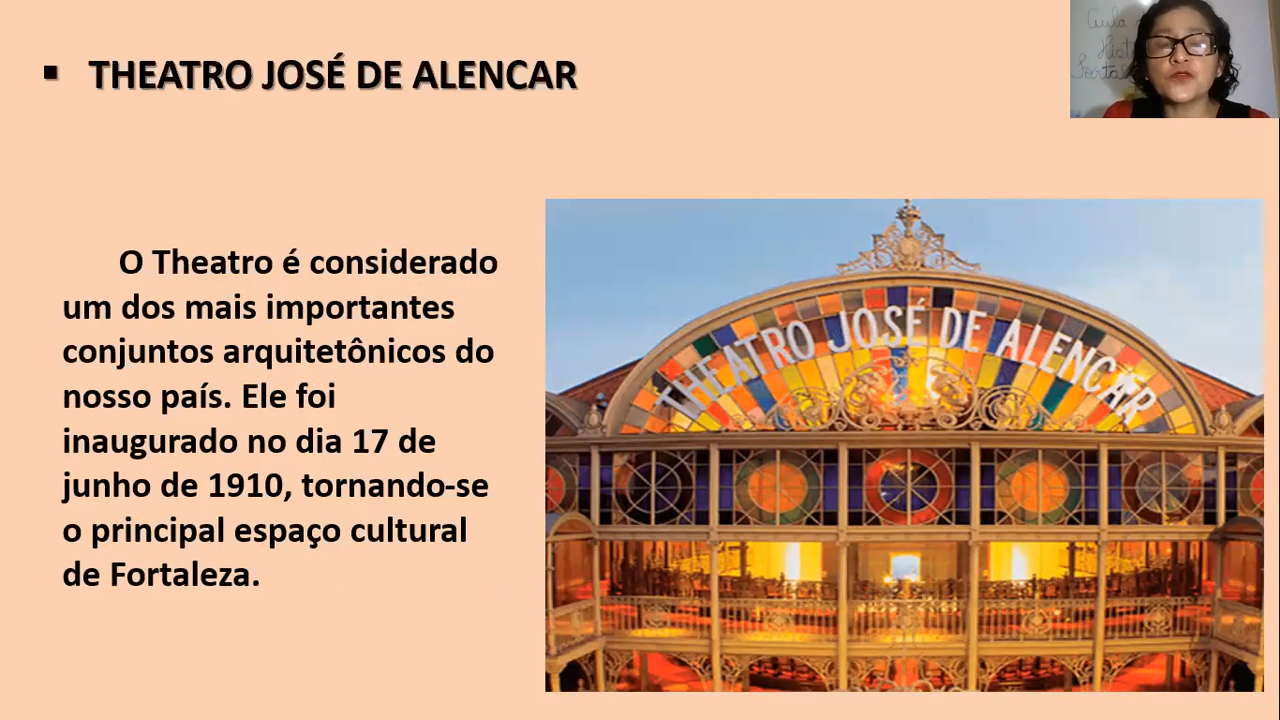 ▪ THEATRO JOSÉ DE ALENCAR
Aula
O Theatro é considerado
um dos mais importantes
conjuntos arquitetônicos do
nosso país. Ele foi
inaugurado no dia 17 de
junho de 1910, tornando-se
o principal espaço cultural
de Fortaleza.
THEATRO JOSÉ DE ALENCAR